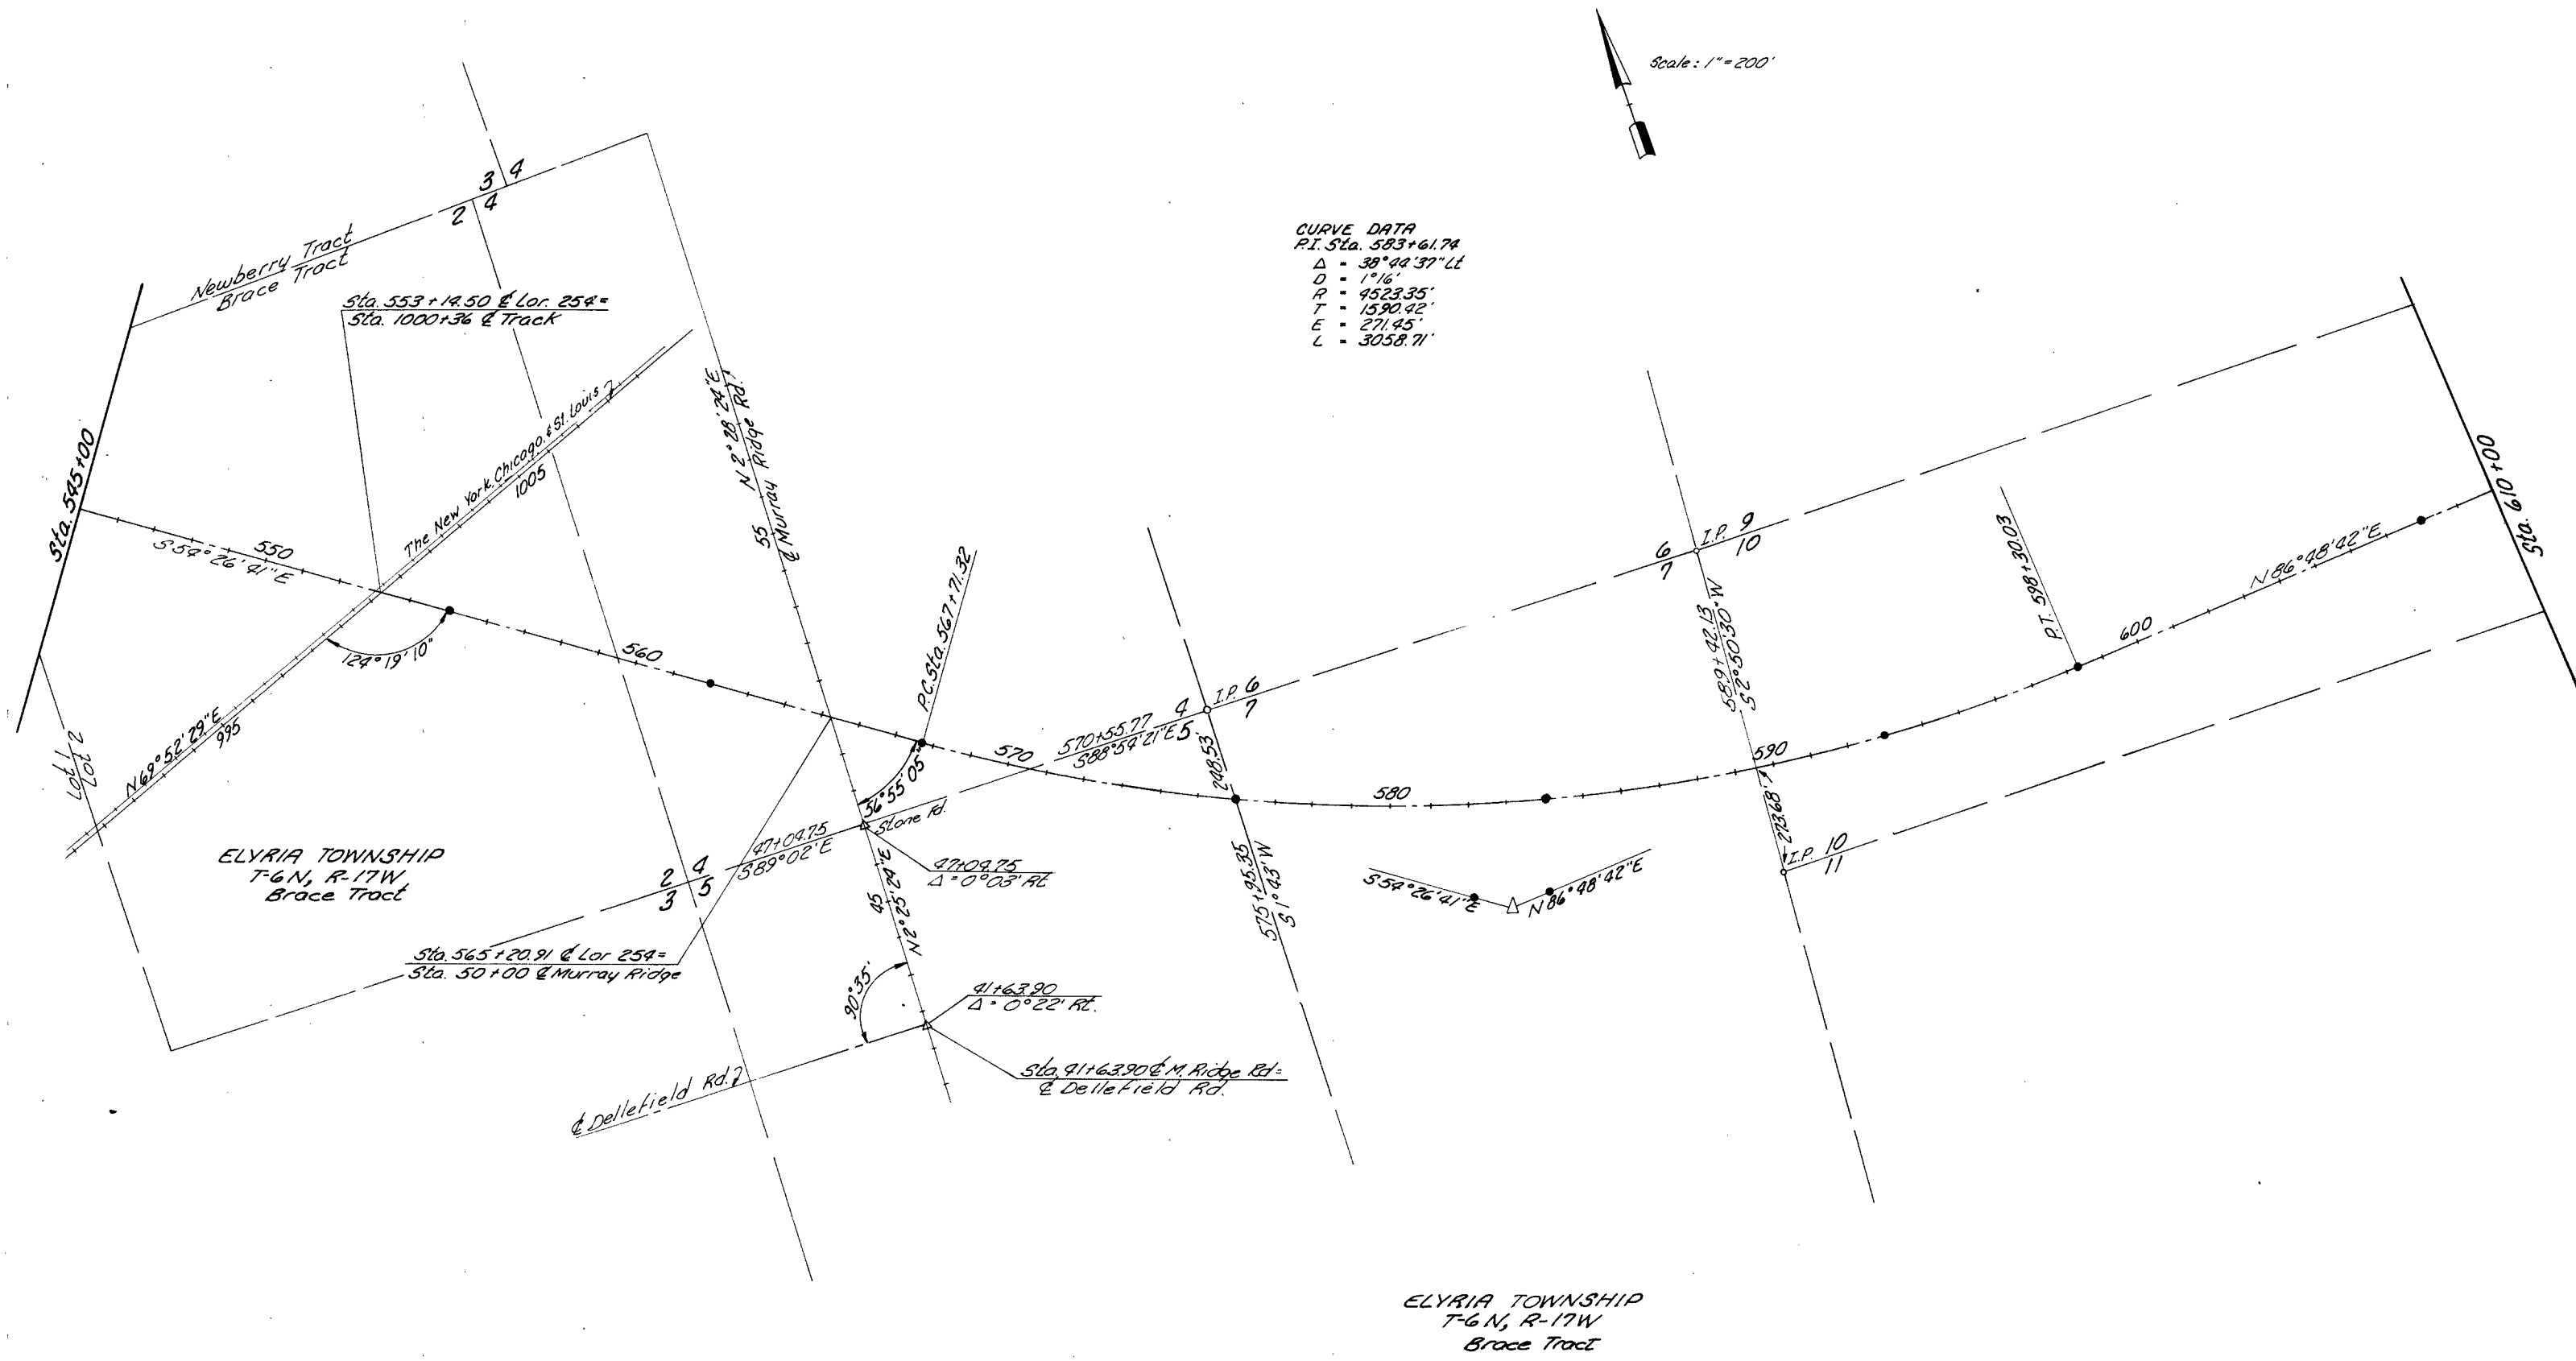 Scale: 1"=200'
3 4
2 4
Newberry Tract
Brace Tract
CURVE DATA
P.I. Sta. 583+61.74
Δ = 38°44'37" Lt
D = 1°16'
R = 4523.35'
T = 1590.42'
E = 271.45'
L = 3058.71'
Sta. 553+14.50 ℄ Lor. 254=
Sta. 1000+36 ℄ Track
Sta. 545+00
550
S 54°26'41" E
The New York, Chicago, & St. Louis
1005
N 2°28'24" E
℄ Murray Ridge Rd.
55
124°19'10"
560
P.C. Sta. 567+71.32
N 69°52'29" E
995
Lot 2
Lot 1
ELYRIA TOWNSHIP
T-6N, R-17W
Brace Tract
56°55'05"
570
570+55.77
S88°54'21"E
4
5
I.P. 6
7
248.53'
580
6
7
I.P. 9
10
589+42.13
S 2°50'30" W
590
273.68'
I.P. 10
11
P.T. 598+30.03
600
N 86°48'42" E
Sta. 610+00
Stone Rd.
47+04.75
S89°02'E
2 4
3 5
47+04.75
Δ = 0°03' Rt
N 2°25'24" E
45
575+95.35
S 1°43' W
S 54°26'41" E
N 86°48'42" E
Sta. 565+20.91 ℄ Lor 254=
Sta. 50+00 ℄ Murray Ridge
90°35'
41+63.90
Δ = 0°22' Rt.
Sta. 41+63.90 ℄ M. Ridge Rd=
℄ Dellefield Rd.
℄ Dellefield Rd.
ELYRIA TOWNSHIP
T-6N, R-17W
Brace Tract